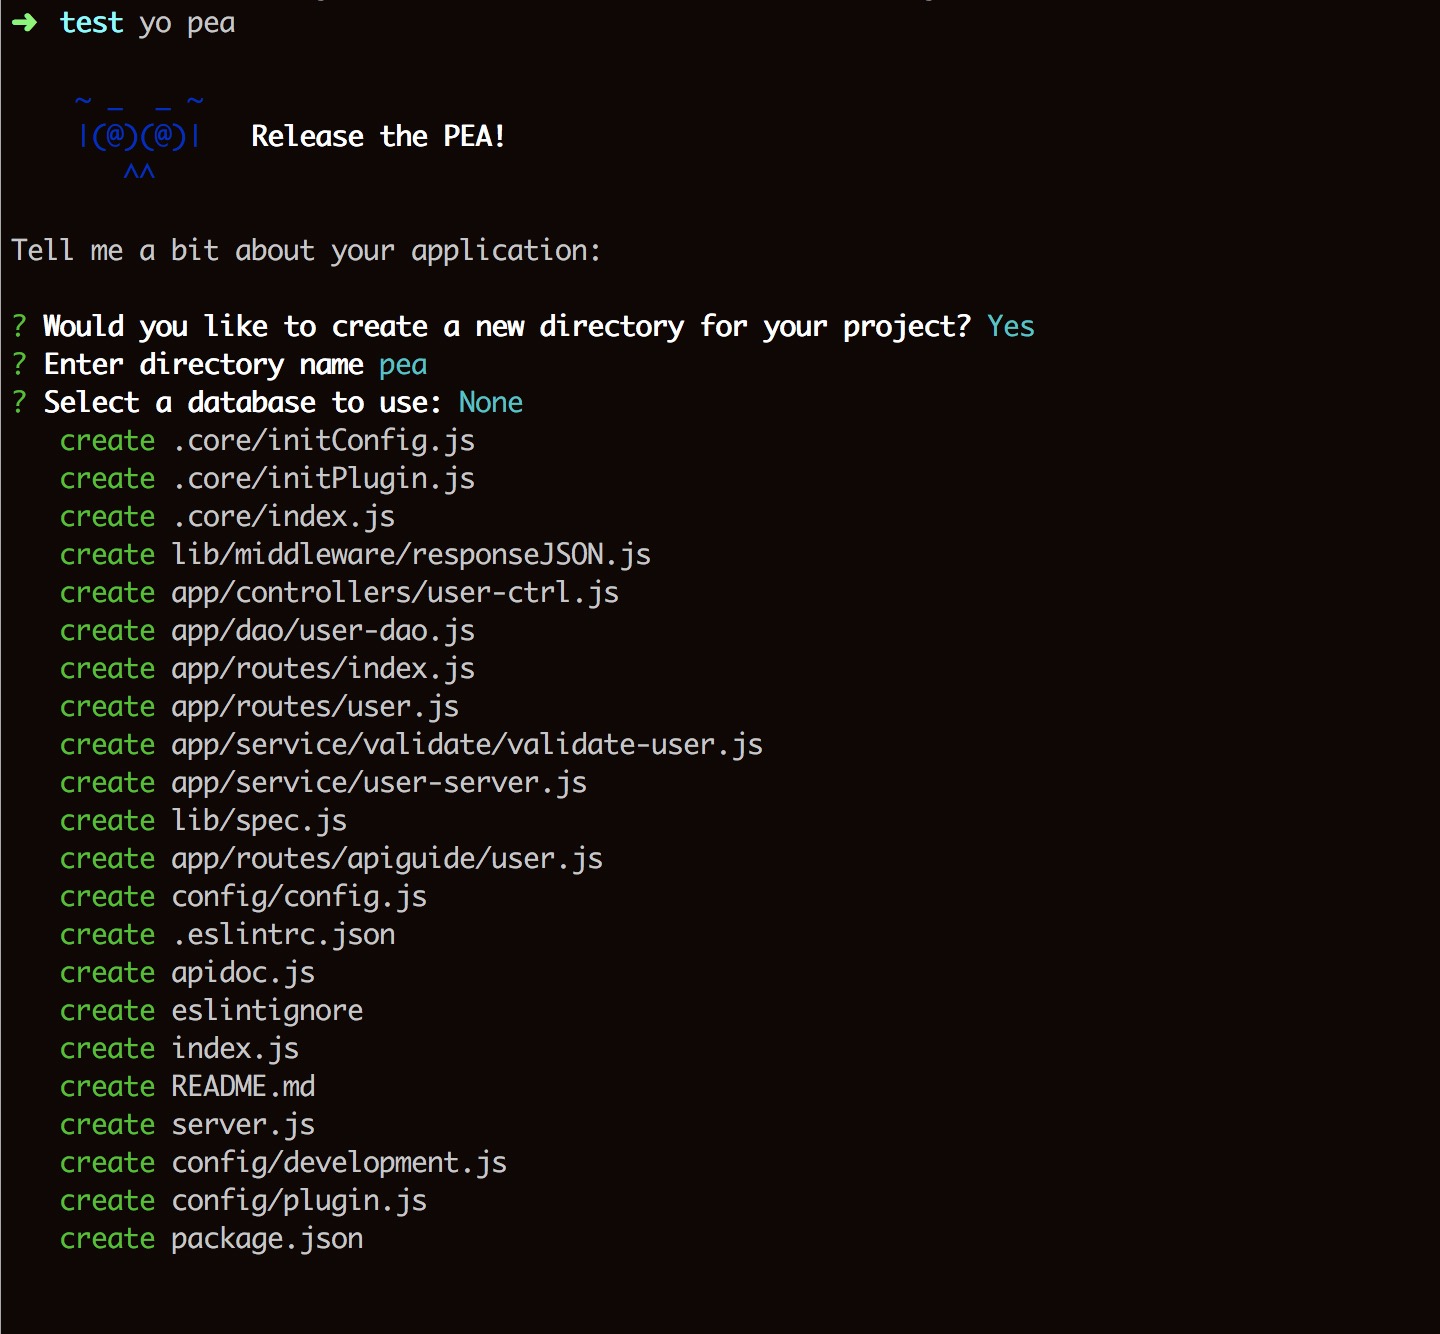 ➜ test yo pea
~ _  _ ~
|(@)(@)|   Release the PEA!
^^
Tell me a bit about your application:
? Would you like to create a new directory for your project? Yes
? Enter directory name pea
? Select a database to use: None
create .core/initConfig.js
create .core/initPlugin.js
create .core/index.js
create lib/middleware/responseJSON.js
create app/controllers/user-ctrl.js
create app/dao/user-dao.js
create app/routes/index.js
create app/routes/user.js
create app/service/validate/validate-user.js
create app/service/user-server.js
create lib/spec.js
create app/routes/apiguide/user.js
create config/config.js
create .eslintrc.json
create apidoc.js
create eslintignore
create index.js
create README.md
create server.js
create config/development.js
create config/plugin.js
create package.json